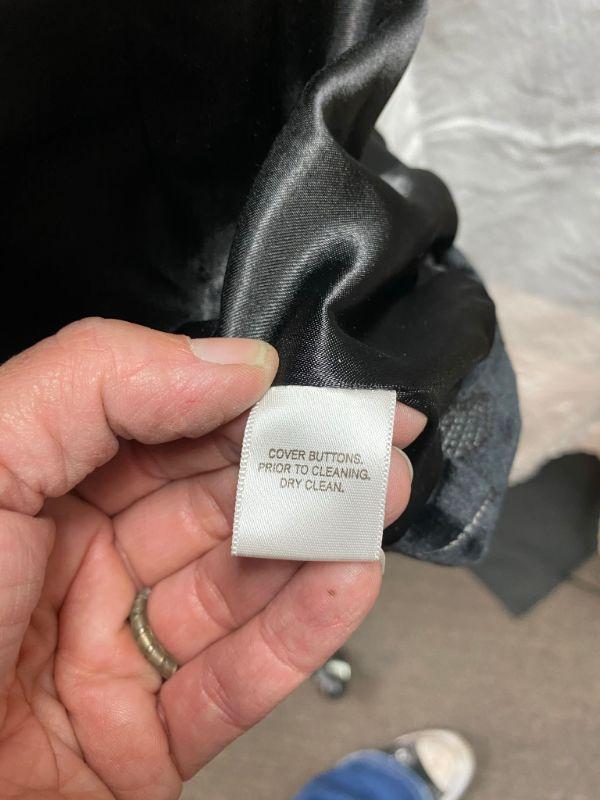 COVER BUTTONS.
PRIOR TO CLEANING.
DRY CLEAN.